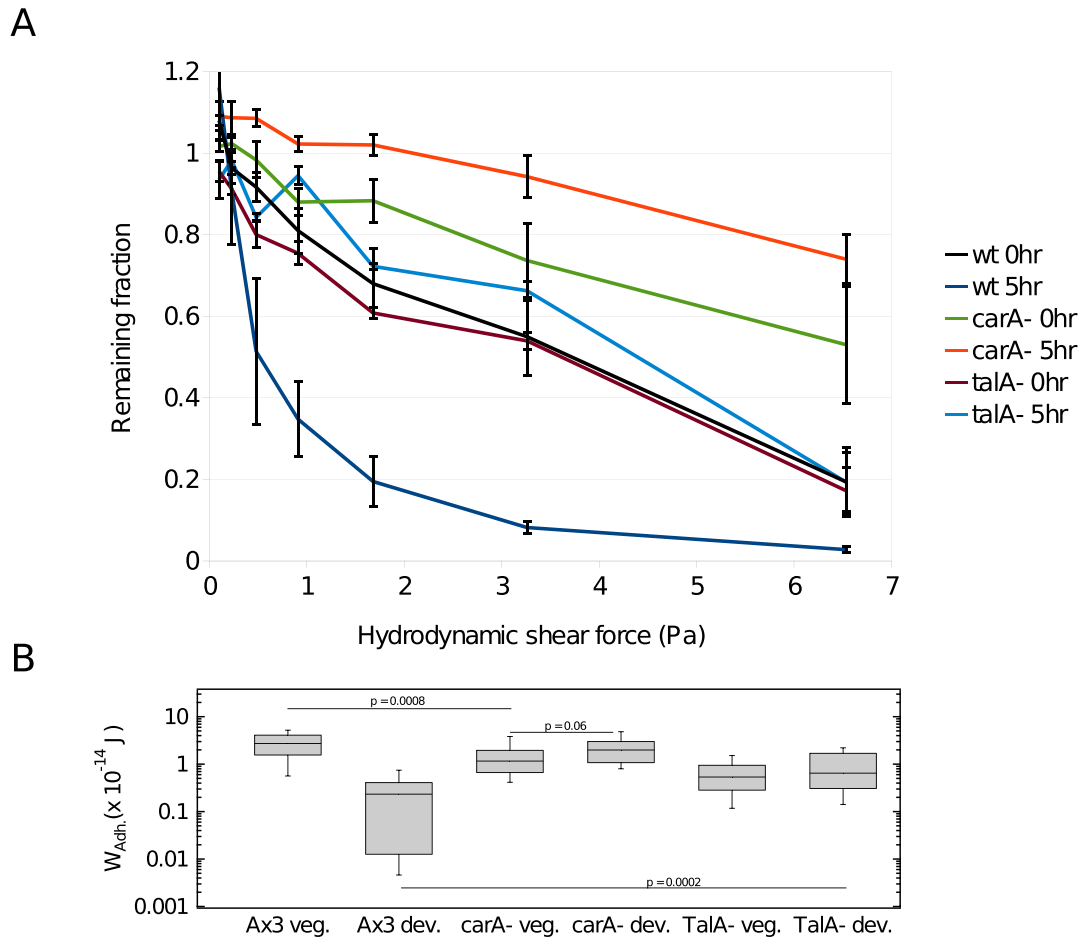 A
1.2
1
0.8
0.6
0.4
0.2
0
Remaining fraction
0 1 2 3 4 5 6 7
Hydrodynamic shear force (Pa)
wt 0hr
wt 5hr
carA- 0hr
carA- 5hr
talA- 0hr
talA- 5hr
B
W_Adh. (x 10^-14 J )
10
1
0.1
0.01
0.001
p = 0.0008
p = 0.06
p = 0.0002
Ax3 veg. Ax3 dev. carA- veg. carA- dev. TalA- veg. TalA- dev.